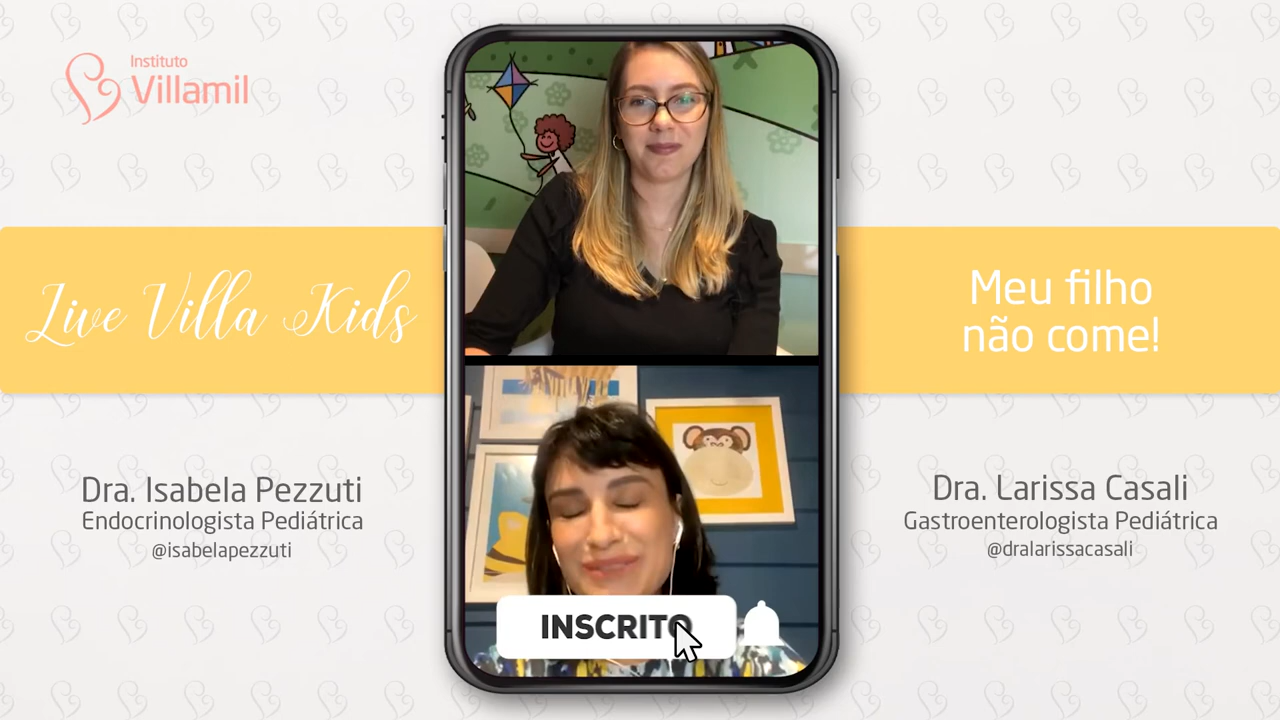 Instituto
Villamil
Live Villa Kids
Meu filho
não come!
Dra. Isabela Pezzuti
Endocrinologista Pediátrica
@isabelapezzuti
Dra. Larissa Casali
Gastroenterologista Pediátrica
@dralarissacasali
INSCRITO